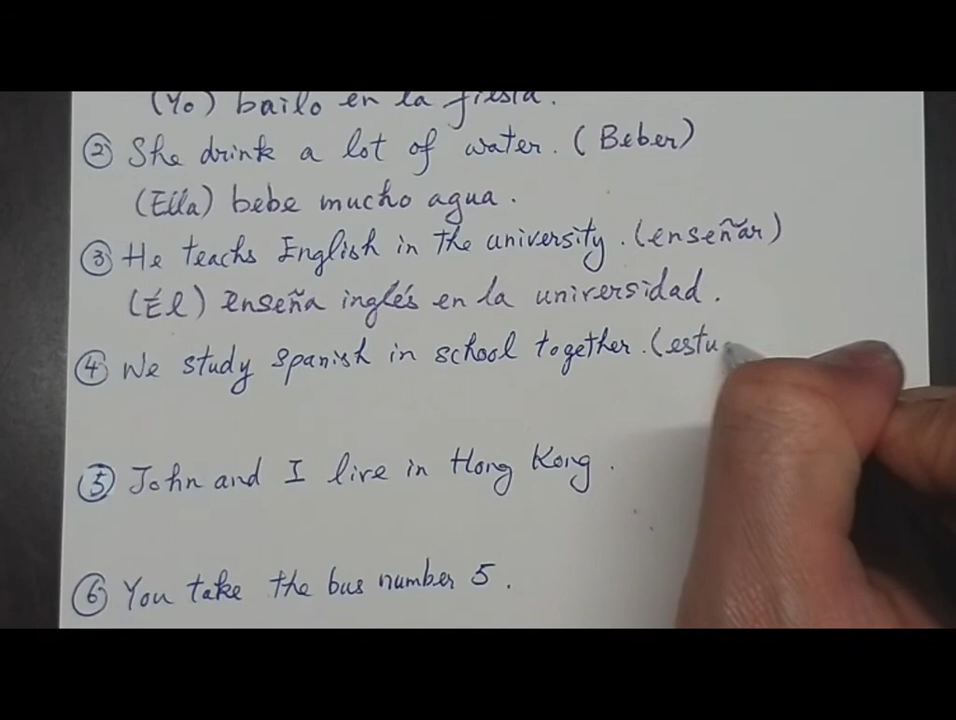 (Yo) bailo en la fiesta.
② She drink a lot of water. (Beber)
(Ella) bebe mucho agua.
③ He teachs English in the university. (enseñar)
(Él) Enseña inglés en la universidad.
④ We study Spanish in school together. (estu
⑤ John and I live in Hong Kong.
⑥ You take the bus number 5.